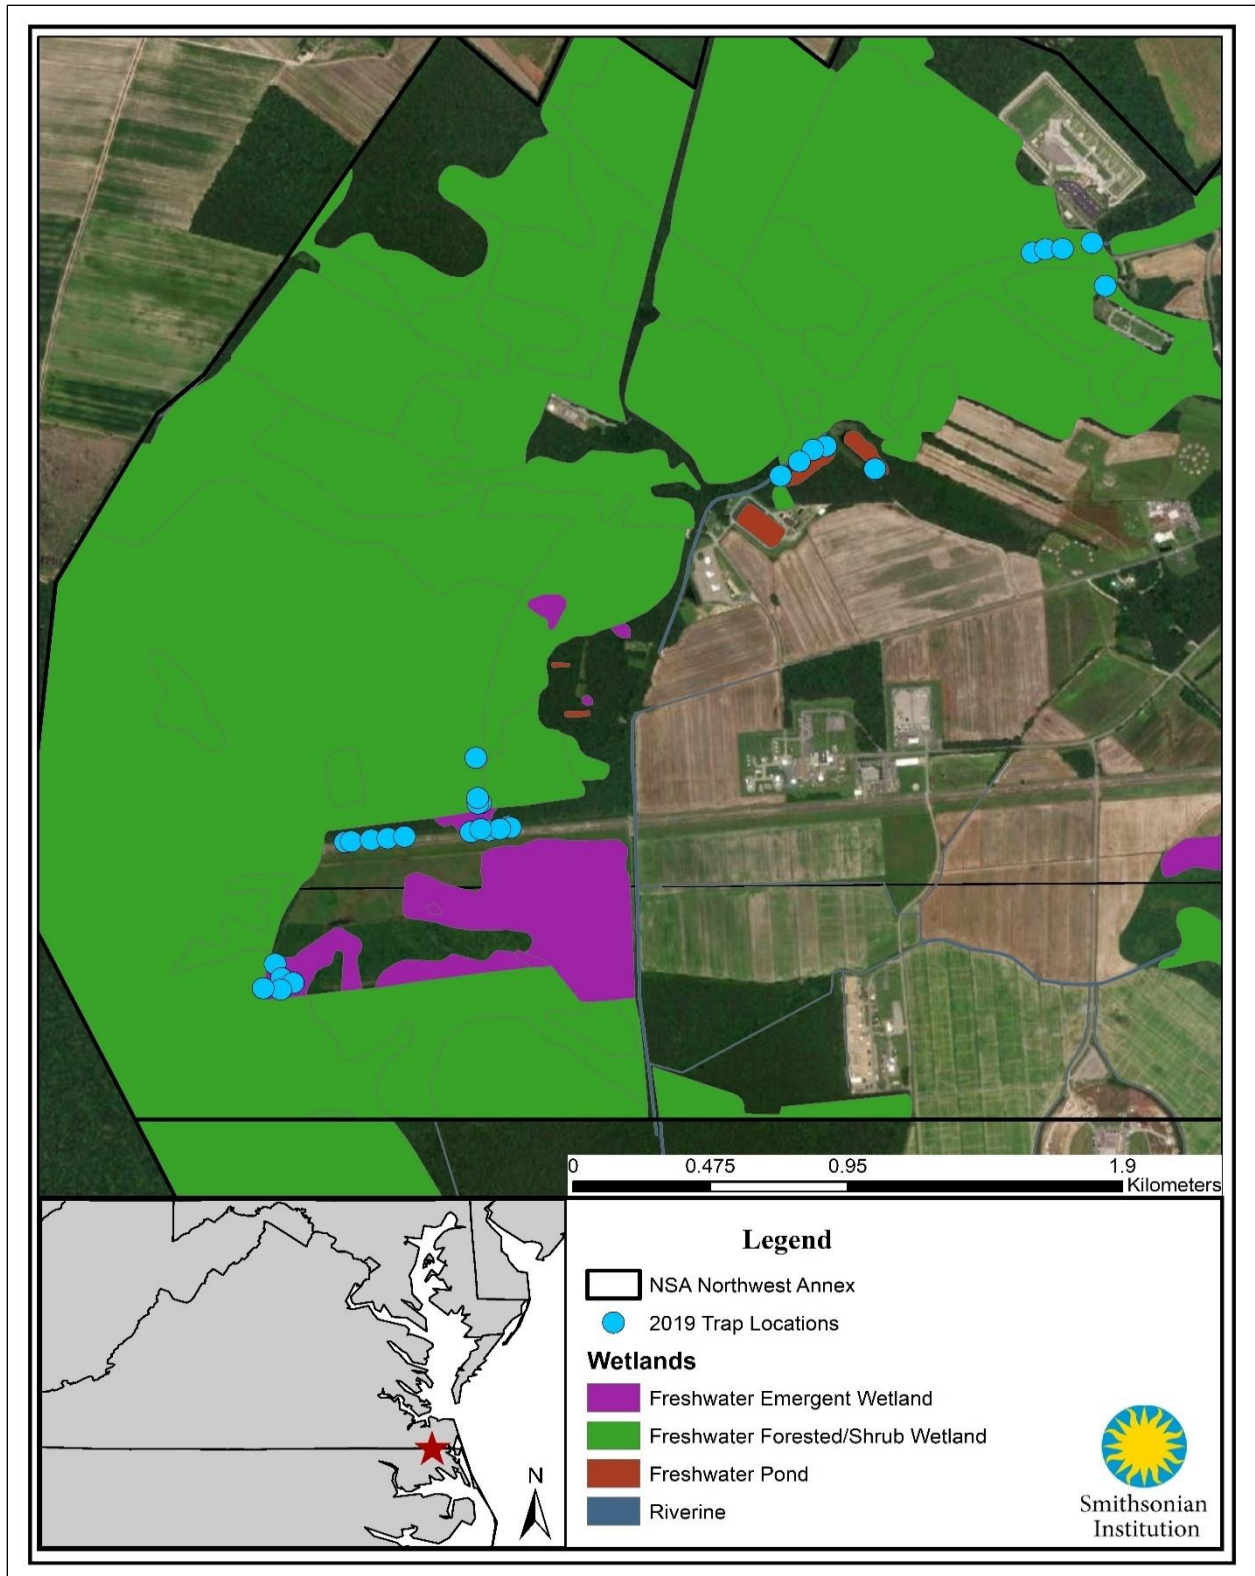 0 0.475 0.95 1.9
Kilometers
Legend
NSA Northwest Annex
2019 Trap Locations
Wetlands
Freshwater Emergent Wetland
Freshwater Forested/Shrub Wetland
Freshwater Pond
Riverine
N
Smithsonian
Institution